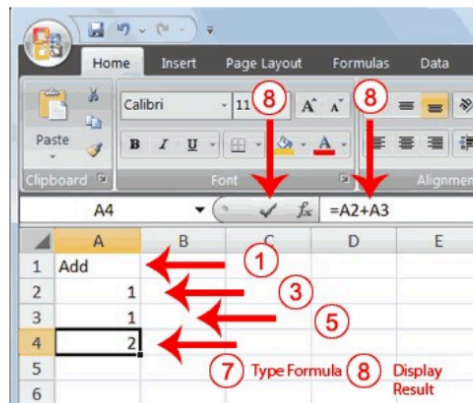 Home Insert Page Layout Formulas Data
Calibri 11 ⑧ A A ⑧
Paste B I U A
Clipboard Font Alignmen
A4 fx =A2+A3
A B C D E
1 Add ①
2 1 ③
3 1 ⑤
4 2
5 ⑦ Type Formula ⑧ Display
6 Result